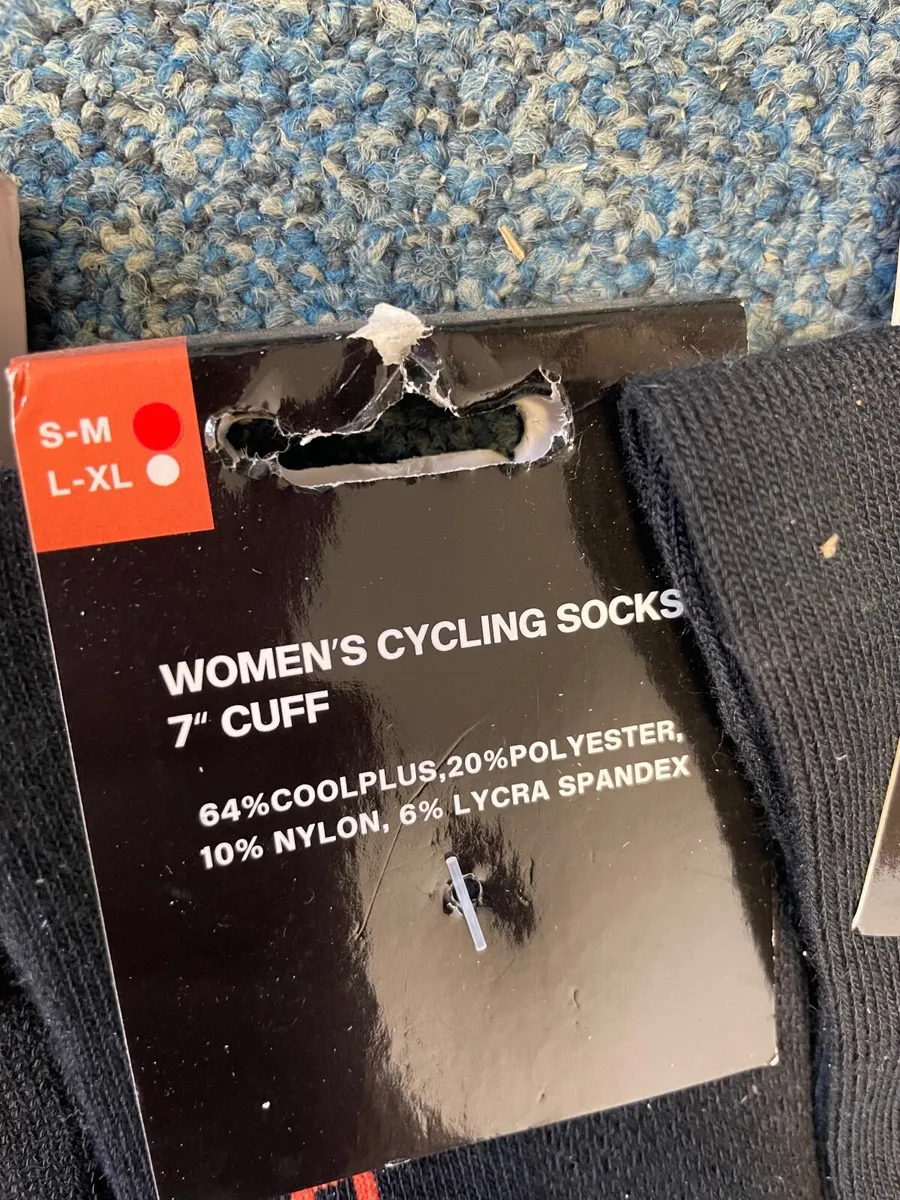 S-M
L-XL
WOMEN'S CYCLING SOCKS
7" CUFF
64%COOLPLUS,20%POLYESTER,
10% NYLON, 6% LYCRA SPANDEX